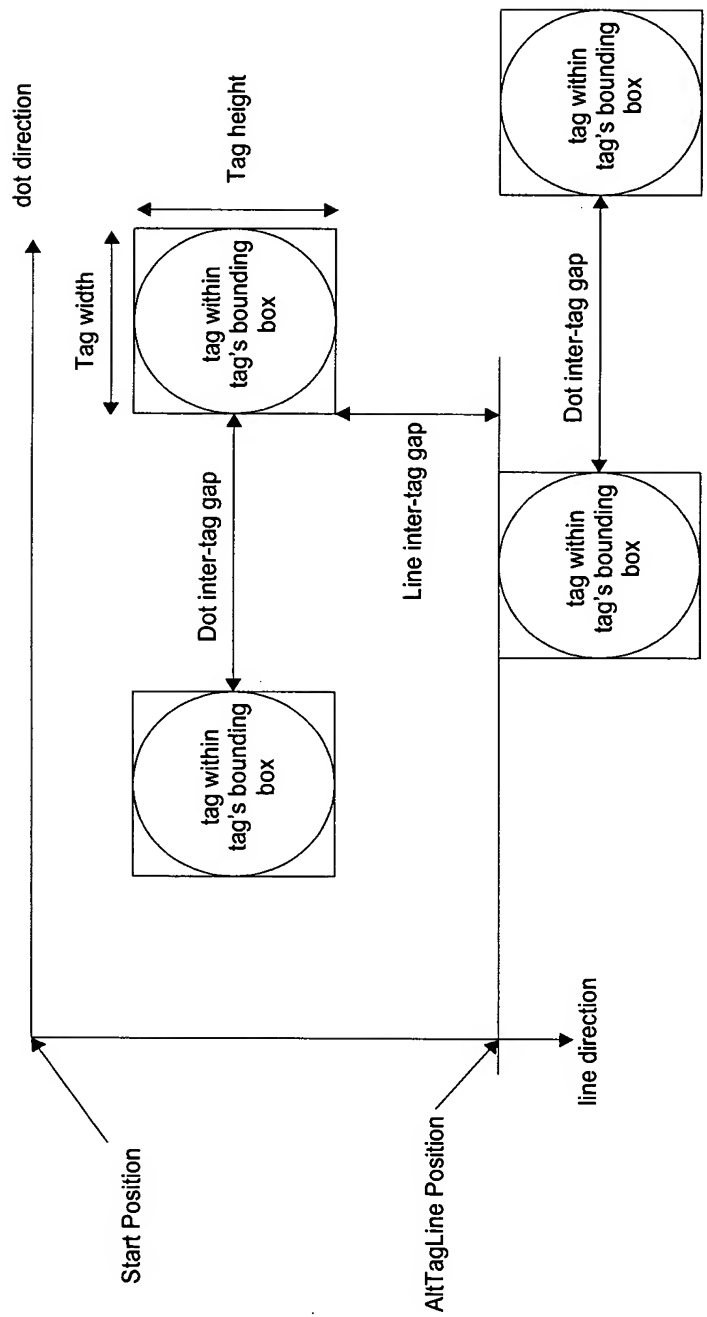 dot direction
Tag width
Tag height
tag within
tag's bounding
box
tag within
tag's bounding
box
Dot inter-tag gap
Line inter-tag gap
Start Position
AltTagLine Position
line direction
tag within
tag's bounding
box
Dot inter-tag gap
tag within
tag's bounding
box